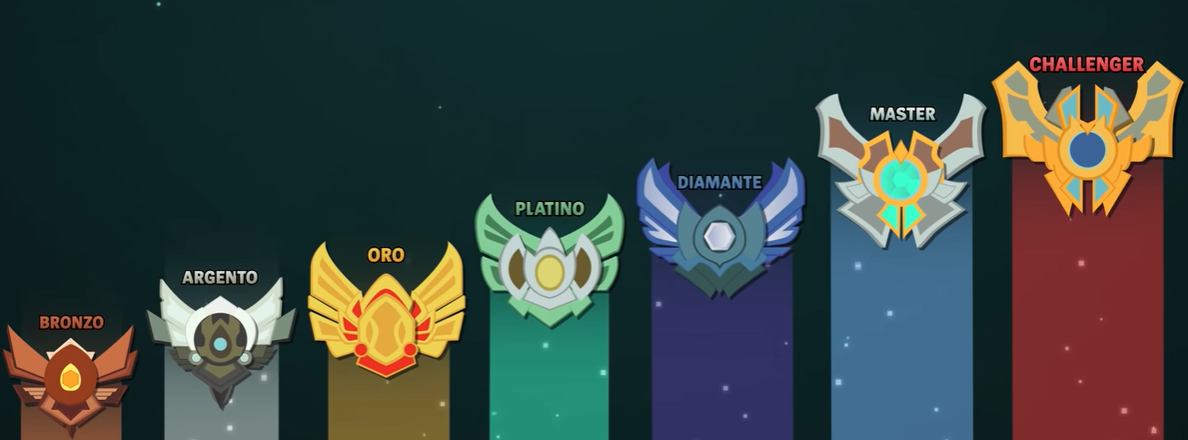 BRONZO
ARGENTO
ORO
PLATINO
DIAMANTE
MASTER
CHALLENGER